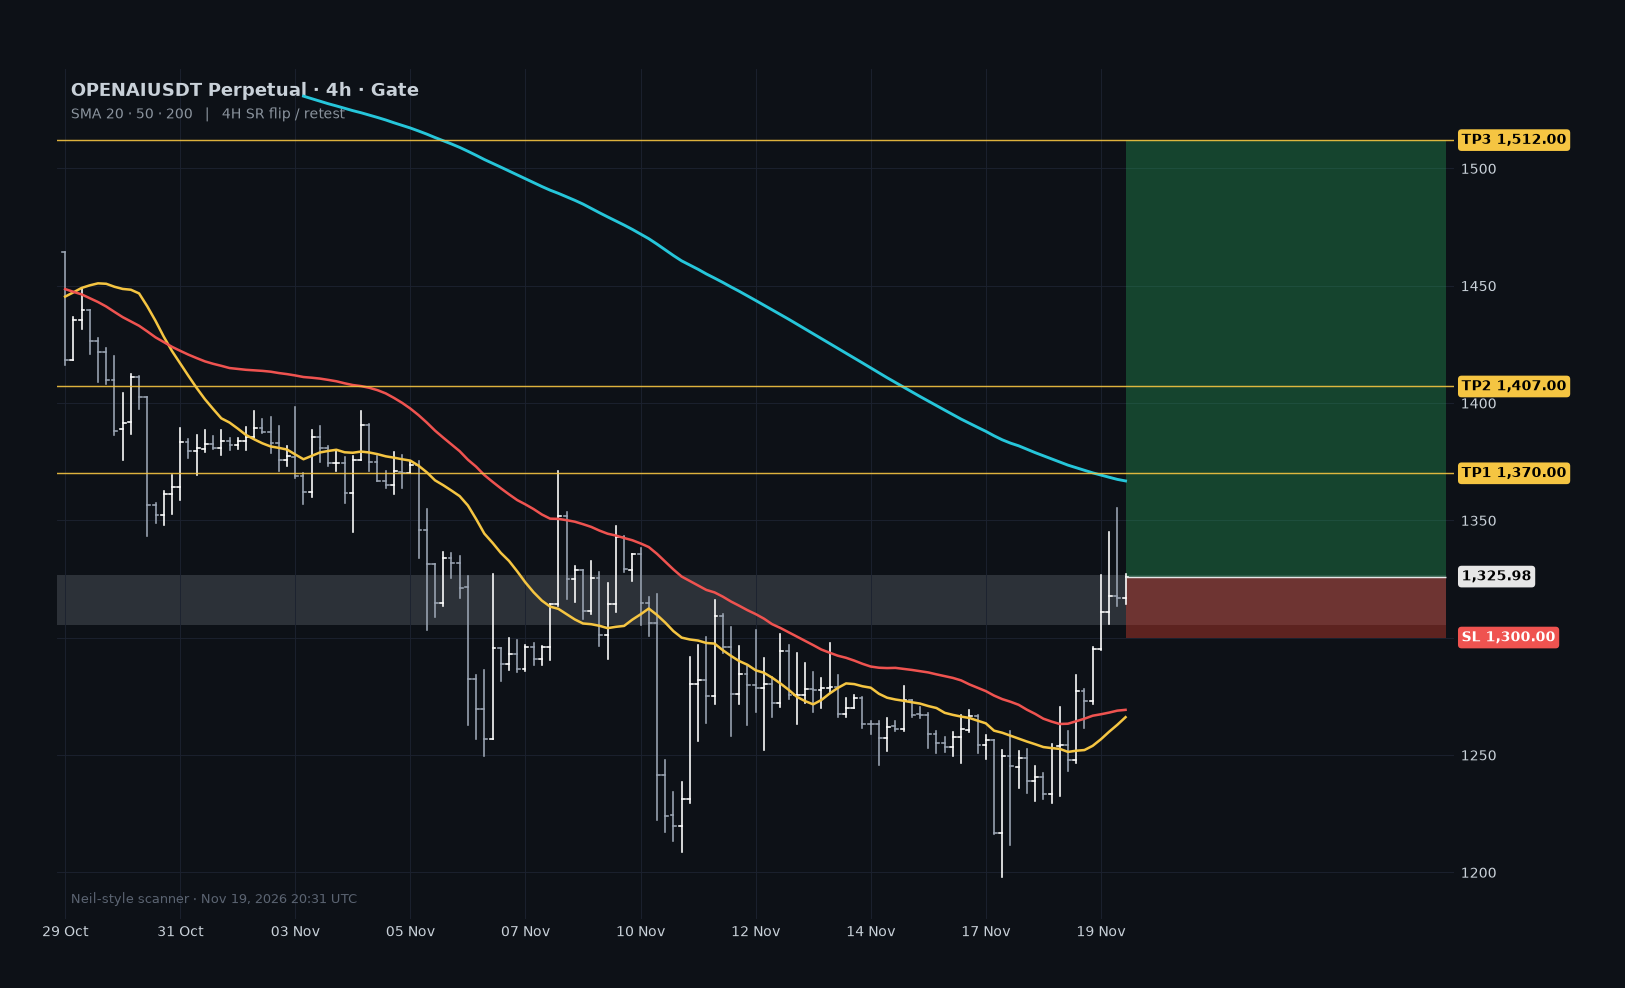 OPENAIUSDT Perpetual · 4h · Gate
SMA 20 · 50 · 200 | 4H SR flip / retest
TP3 1,512.00
1500
1450
TP2 1,407.00
1400
TP1 1,370.00
1350
1,325.98
SL 1,300.00
1250
1200
Neil-style scanner · Nov 19, 2026 20:31 UTC
29 Oct 31 Oct 03 Nov 05 Nov 07 Nov 10 Nov 12 Nov 14 Nov 17 Nov 19 Nov